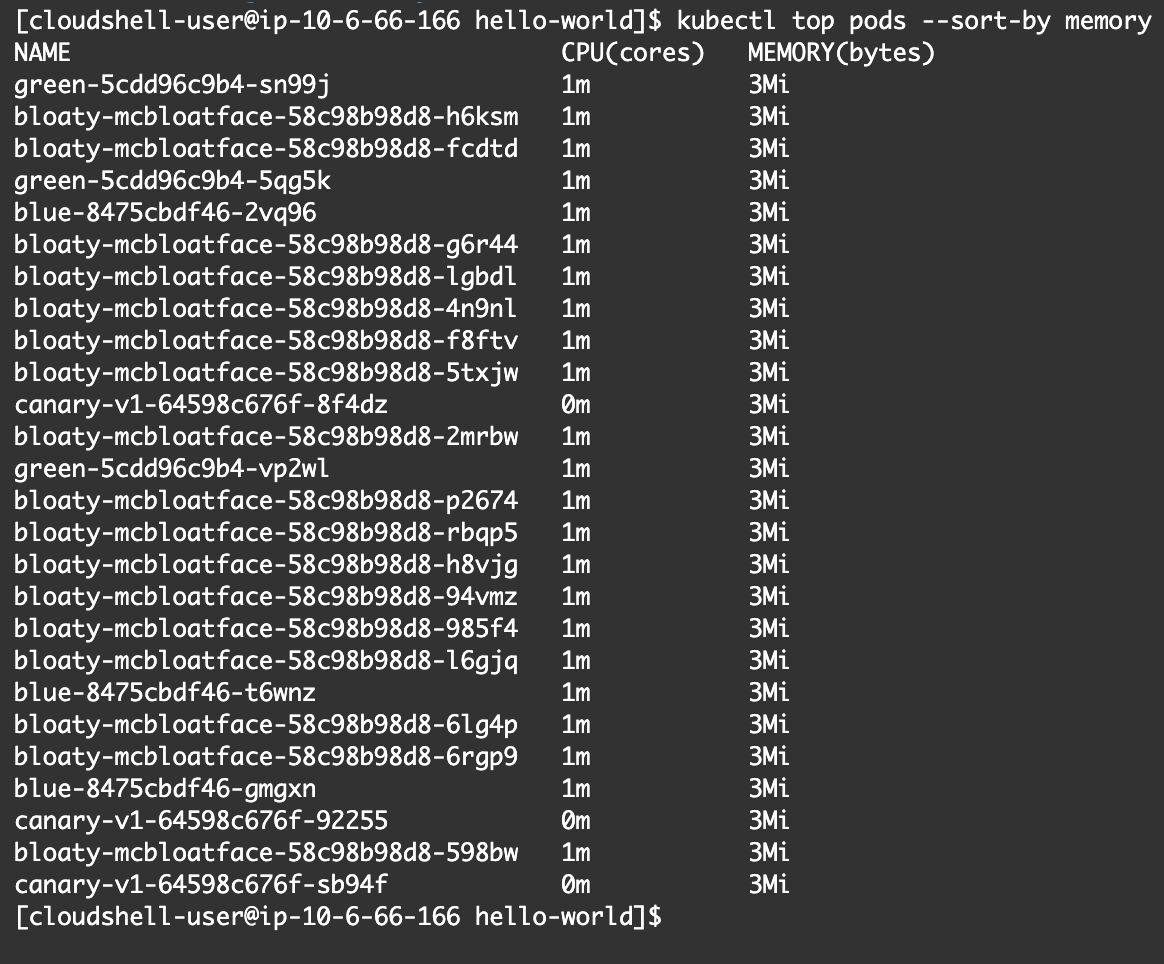 [cloudshell-user@ip-10-6-66-166 hello-world]$ kubectl top pods --sort-by memory
NAME CPU(cores) MEMORY(bytes)
green-5cdd96c9b4-sn99j 1m 3Mi
bloaty-mcbloatface-58c98b98d8-h6ksm 1m 3Mi
bloaty-mcbloatface-58c98b98d8-fcdtd 1m 3Mi
green-5cdd96c9b4-5qg5k 1m 3Mi
blue-8475cbdf46-2vq96 1m 3Mi
bloaty-mcbloatface-58c98b98d8-g6r44 1m 3Mi
bloaty-mcbloatface-58c98b98d8-lgbdl 1m 3Mi
bloaty-mcbloatface-58c98b98d8-4n9nl 1m 3Mi
bloaty-mcbloatface-58c98b98d8-f8ftv 1m 3Mi
bloaty-mcbloatface-58c98b98d8-5txjw 1m 3Mi
canary-v1-64598c676f-8f4dz 0m 3Mi
bloaty-mcbloatface-58c98b98d8-2mrbw 1m 3Mi
green-5cdd96c9b4-vp2wl 1m 3Mi
bloaty-mcbloatface-58c98b98d8-p2674 1m 3Mi
bloaty-mcbloatface-58c98b98d8-rbqp5 1m 3Mi
bloaty-mcbloatface-58c98b98d8-h8vjg 1m 3Mi
bloaty-mcbloatface-58c98b98d8-94vmz 1m 3Mi
bloaty-mcbloatface-58c98b98d8-985f4 1m 3Mi
bloaty-mcbloatface-58c98b98d8-l6gjq 1m 3Mi
blue-8475cbdf46-t6wnz 1m 3Mi
bloaty-mcbloatface-58c98b98d8-6lg4p 1m 3Mi
bloaty-mcbloatface-58c98b98d8-6rgp9 1m 3Mi
blue-8475cbdf46-gmgxn 1m 3Mi
canary-v1-64598c676f-92255 0m 3Mi
bloaty-mcbloatface-58c98b98d8-598bw 1m 3Mi
canary-v1-64598c676f-sb94f 0m 3Mi
[cloudshell-user@ip-10-6-66-166 hello-world]$